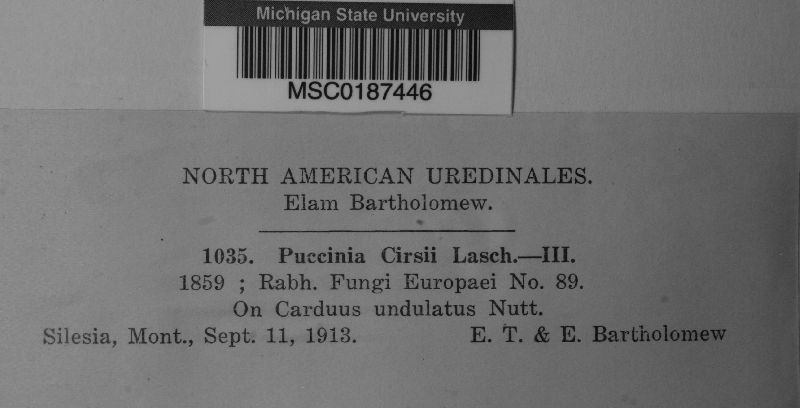 Michigan State University
MSC0187446
NORTH AMERICAN UREDINALES.
Elam Bartholomew.
1035. Puccinia Cirsii Lasch.—III.
1859 ; Rabh. Fungi Europaei No. 89.
On Carduus undulatus Nutt.
Silesia, Mont., Sept. 11, 1913. E. T. & E. Bartholomew